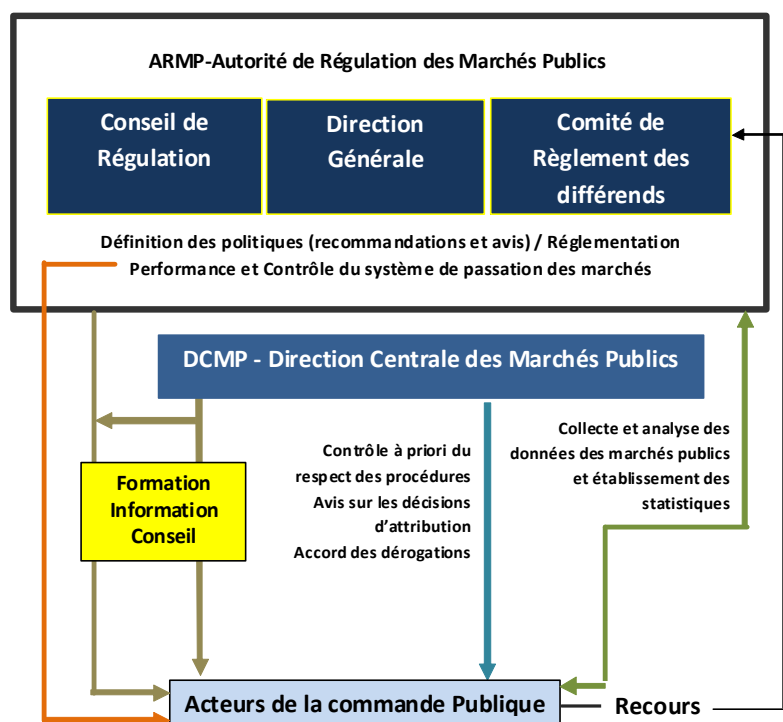 ARMP-Autorité de Régulation des Marchés Publics
Conseil de
Régulation
Direction
Générale
Comité de
Règlement des
différends
Définition des politiques (recommandations et avis) / Réglementation
Performance et Contrôle du système de passation des marchés
DCMP - Direction Centrale des Marchés Publics
Formation
Information
Conseil
Contrôle à priori du
respect des procédures
Avis sur les décisions
d'attribution
Accord des dérogations
Collecte et analyse des
données des marchés publics
et établissement des
statistiques
Acteurs de la commande Publique
Recours